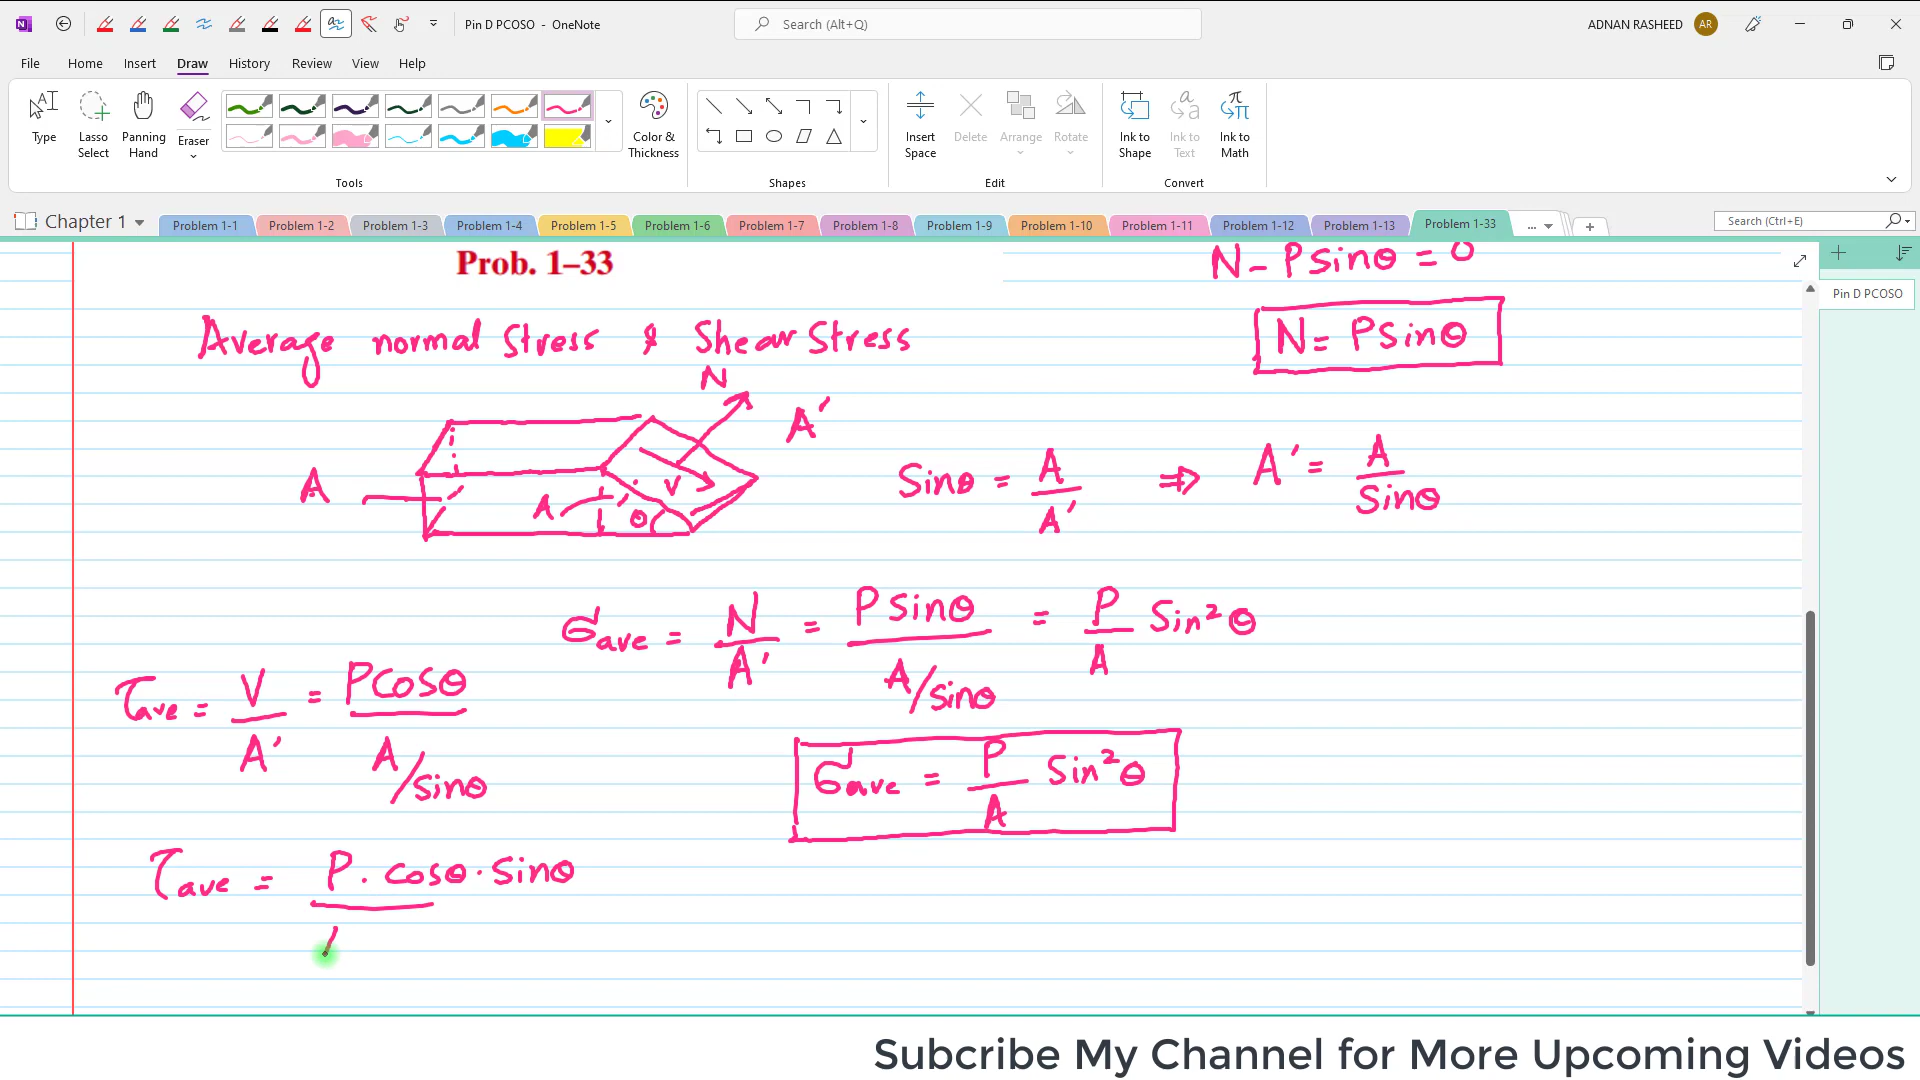 Pin D PCOSO - OneNote
Search (Alt+Q)
ADNAN RASHEED
AR
File Home Insert Draw History Review View Help
Type
Lasso Select
Panning Hand
Eraser
Color & Thickness
Insert Space
Delete
Arrange
Rotate
Ink to Shape
Ink to Text
Ink to Math
Tools
Shapes
Edit
Convert
Chapter 1
Problem 1-1
Problem 1-2
Problem 1-3
Problem 1-4
Problem 1-5
Problem 1-6
Problem 1-7
Problem 1-8
Problem 1-9
Problem 1-10
Problem 1-11
Problem 1-12
Problem 1-13
Problem 1-33
...
Search (Ctrl+E)
Pin D PCOSO
Prob. 1–33
N - P sinθ = 0
N = P sinθ
Average normal Stress & Shear Stress
N
A'
A
A
V
θ
Sinθ = A / A' ⇒ A' = A / Sinθ
σave = N / A' = P sinθ / (A/sinθ) = P/A Sin²θ
τave = V / A' = P cosθ / (A/sinθ)
σave = P/A Sin²θ
τave = P. cosθ. sinθ
Subcribe My Channel for More Upcoming Videos